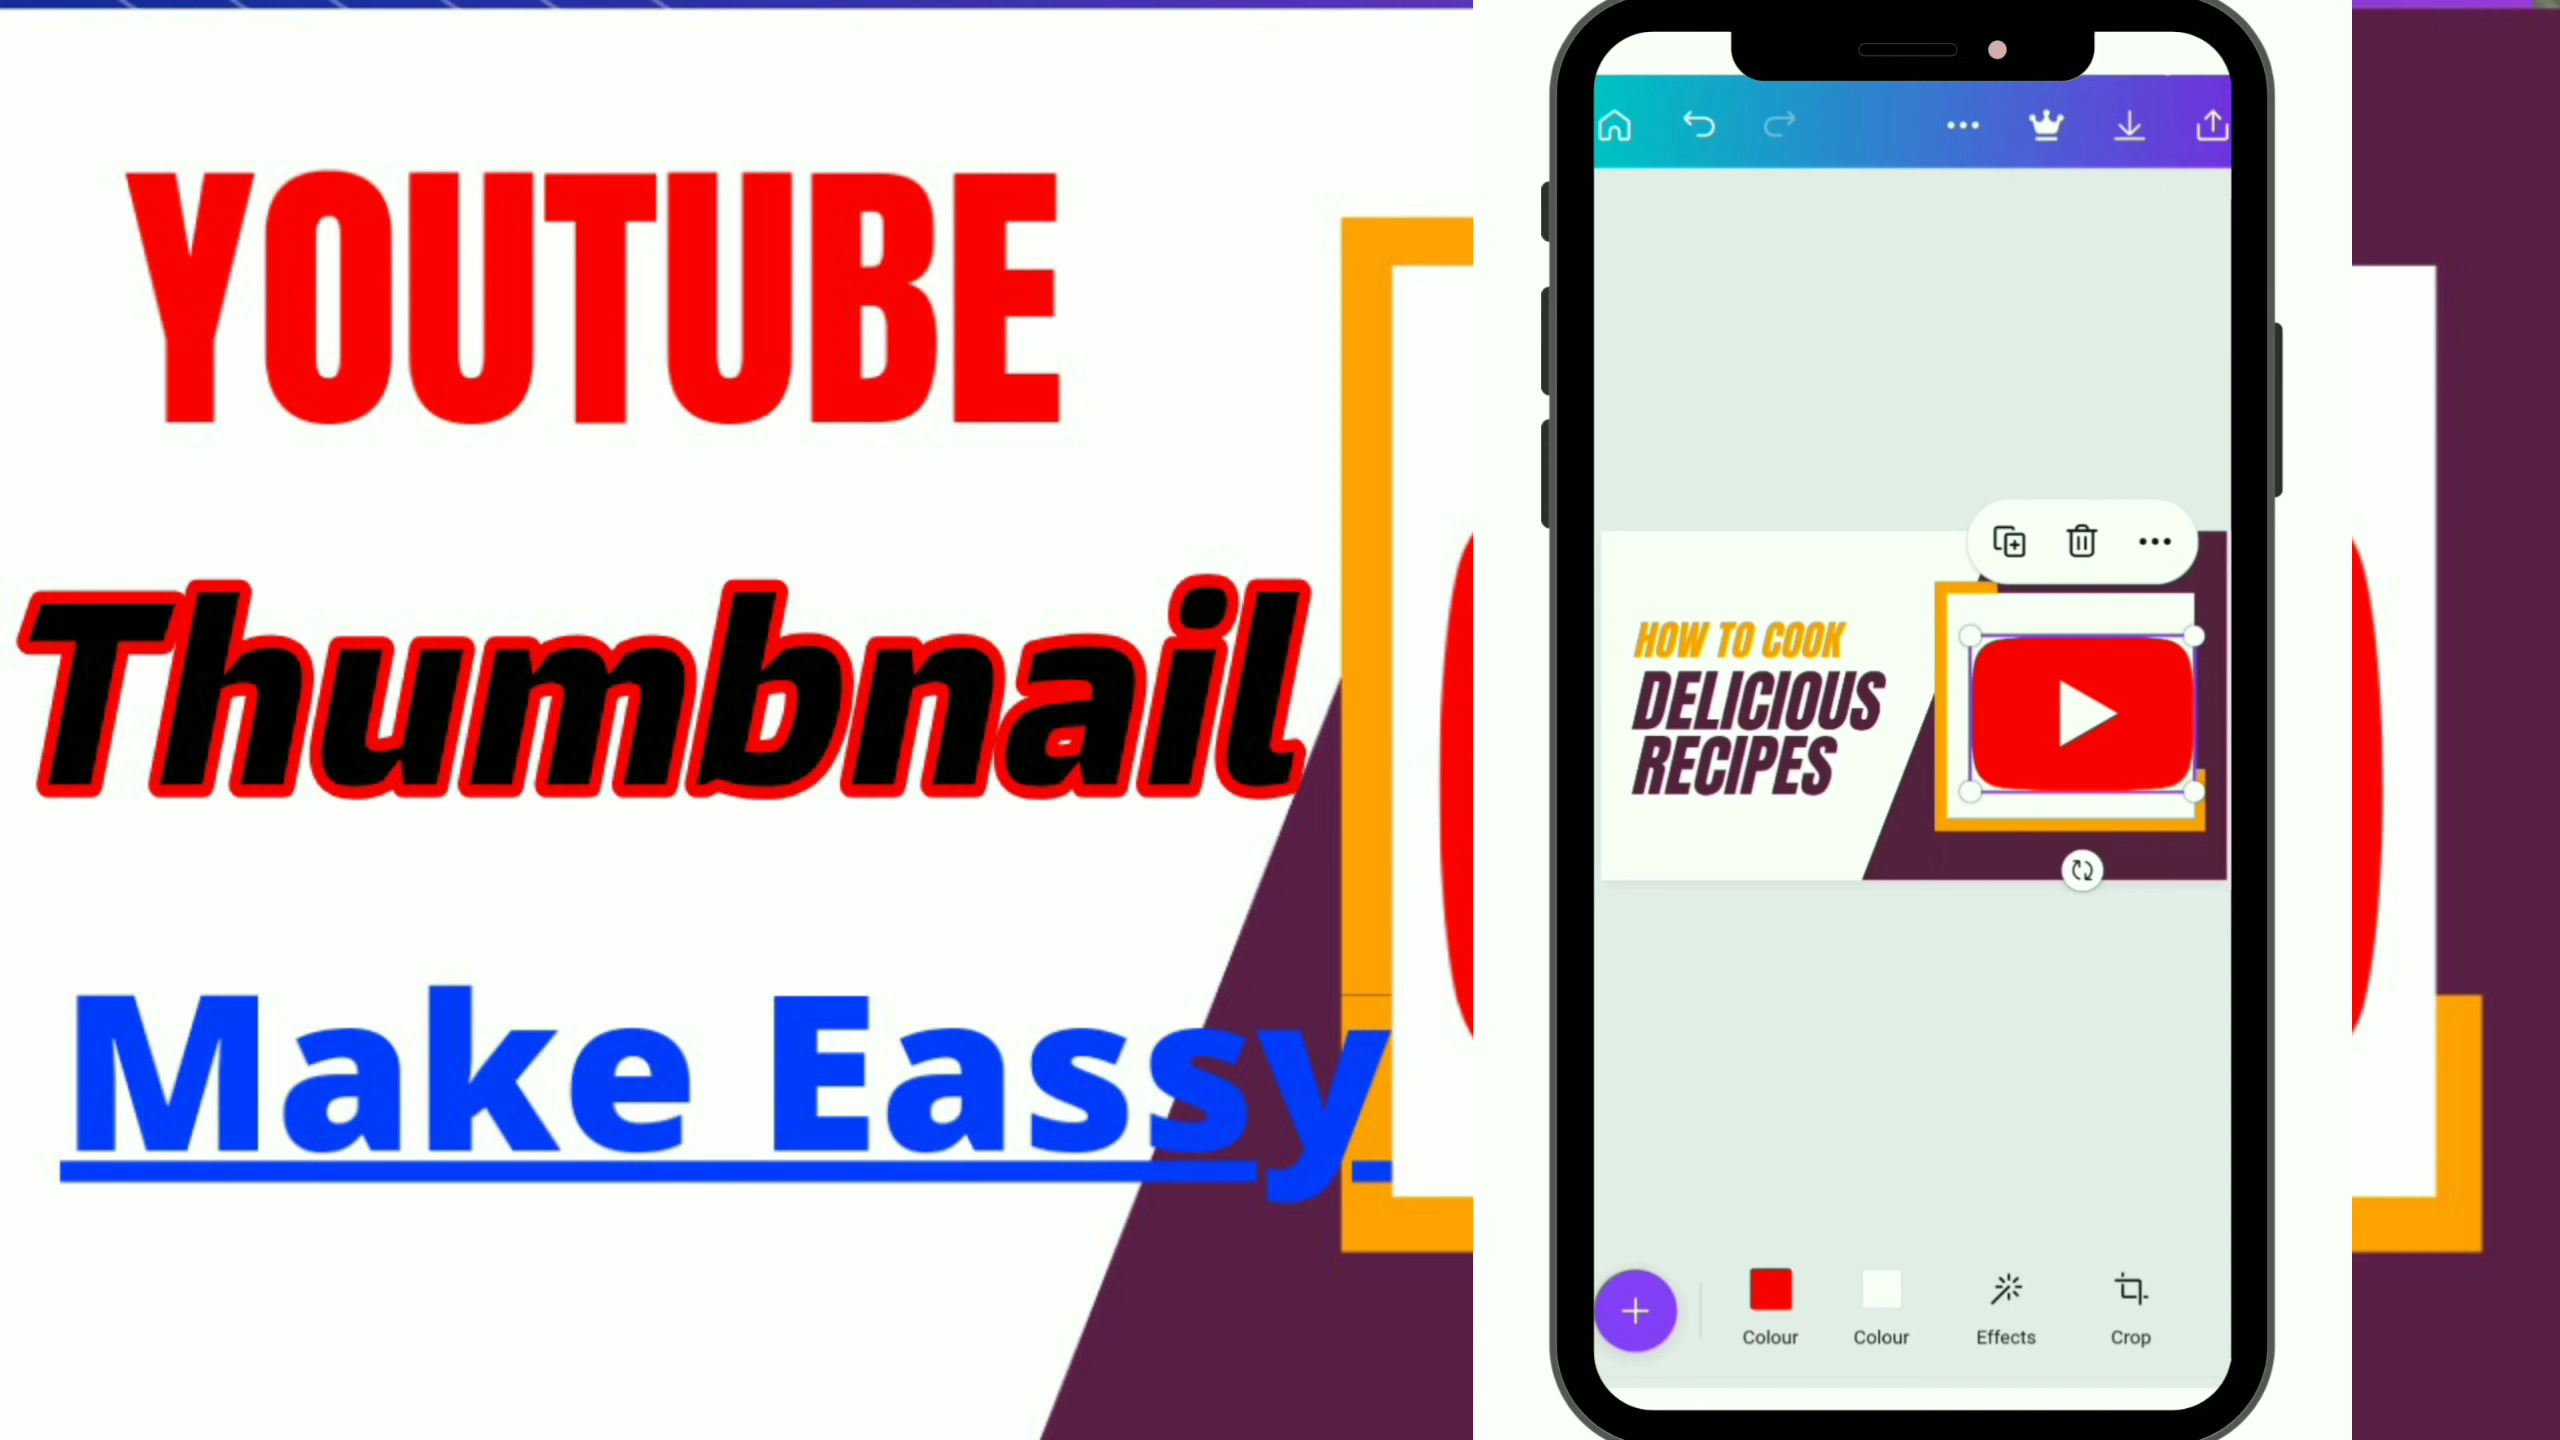 YOUTUBE
Thumbnail
Make Eassy
HOW TO COOK
DELICIOUS
RECIPES
Colour
Colour
Effects
Crop